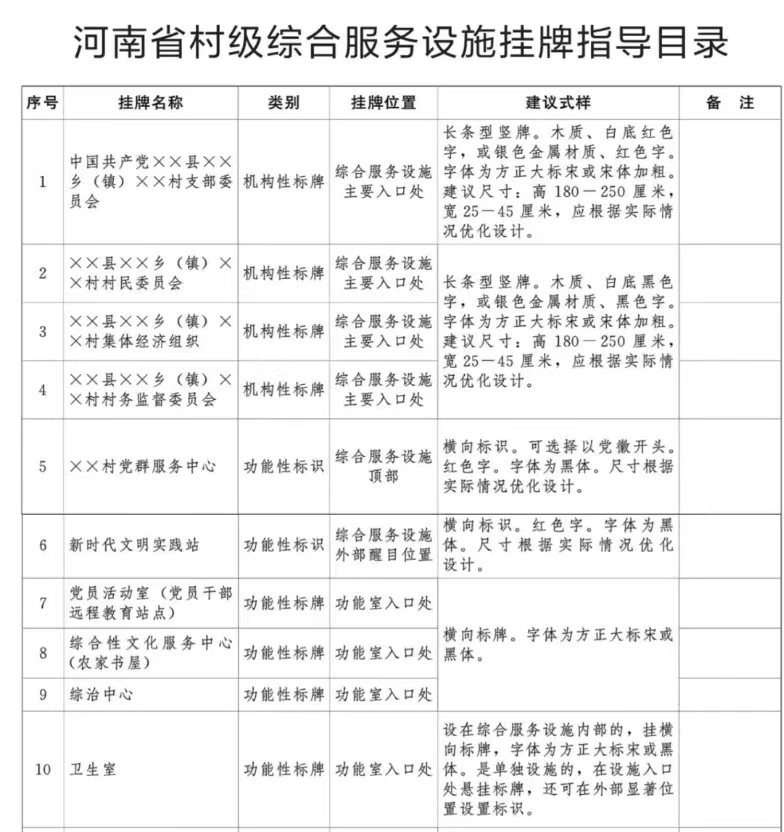 河南省村级综合服务设施挂牌指导目录
序号 挂牌名称 类别 挂牌位置 建议式样 备 注
1
中国共产党××县××
乡（镇）××村支部委
员会
机构性标牌
综合服务设施
主要入口处
长条型竖牌。木质、白底红色
字，或银色金属材质、红色字。
字体为方正大标宋或宋体加粗。
建议尺寸：高 180－250 厘米，
宽 25－45 厘米，应根据实际情
况优化设计。
2
××县××乡（镇）×
×村村民委员会
机构性标牌
综合服务设施
主要入口处
长条型竖牌。木质、白底黑色
字，或银色金属材质、黑色字。
字体为方正大标宋或宋体加粗。
建议尺寸：高 180－250 厘米，
宽 25－45 厘米，应根据实际情
况优化设计。
3
××县××乡（镇）×
×村集体经济组织
机构性标牌
综合服务设施
主要入口处
4
××县××乡（镇）×
×村村务监督委员会
机构性标牌
综合服务设施
主要入口处
5
××村党群服务中心
功能性标识
综合服务设施
顶部
横向标识。可选择以党徽开头。
红色字。字体为黑体。尺寸根据
实际情况优化设计。
6
新时代文明实践站
功能性标识
综合服务设施
外部醒目位置
横向标识。红色字。字体为黑
体。尺寸根据实际情况优化
设计。
7
党员活动室（党员干部
远程教育站点）
功能性标牌
功能室入口处
横向标牌。字体为方正大标宋或
黑体。
8
综合性文化服务中心
（农家书屋）
功能性标牌
功能室入口处
9
综治中心
功能性标牌
功能室入口处
10
卫生室
功能性标牌
功能室入口处
设在综合服务设施内部的，挂横
向标牌，字体为方正大标宋或黑
体。是单独设施的，在设施入口
处悬挂标牌，还可在外部显著位
置设置标识。